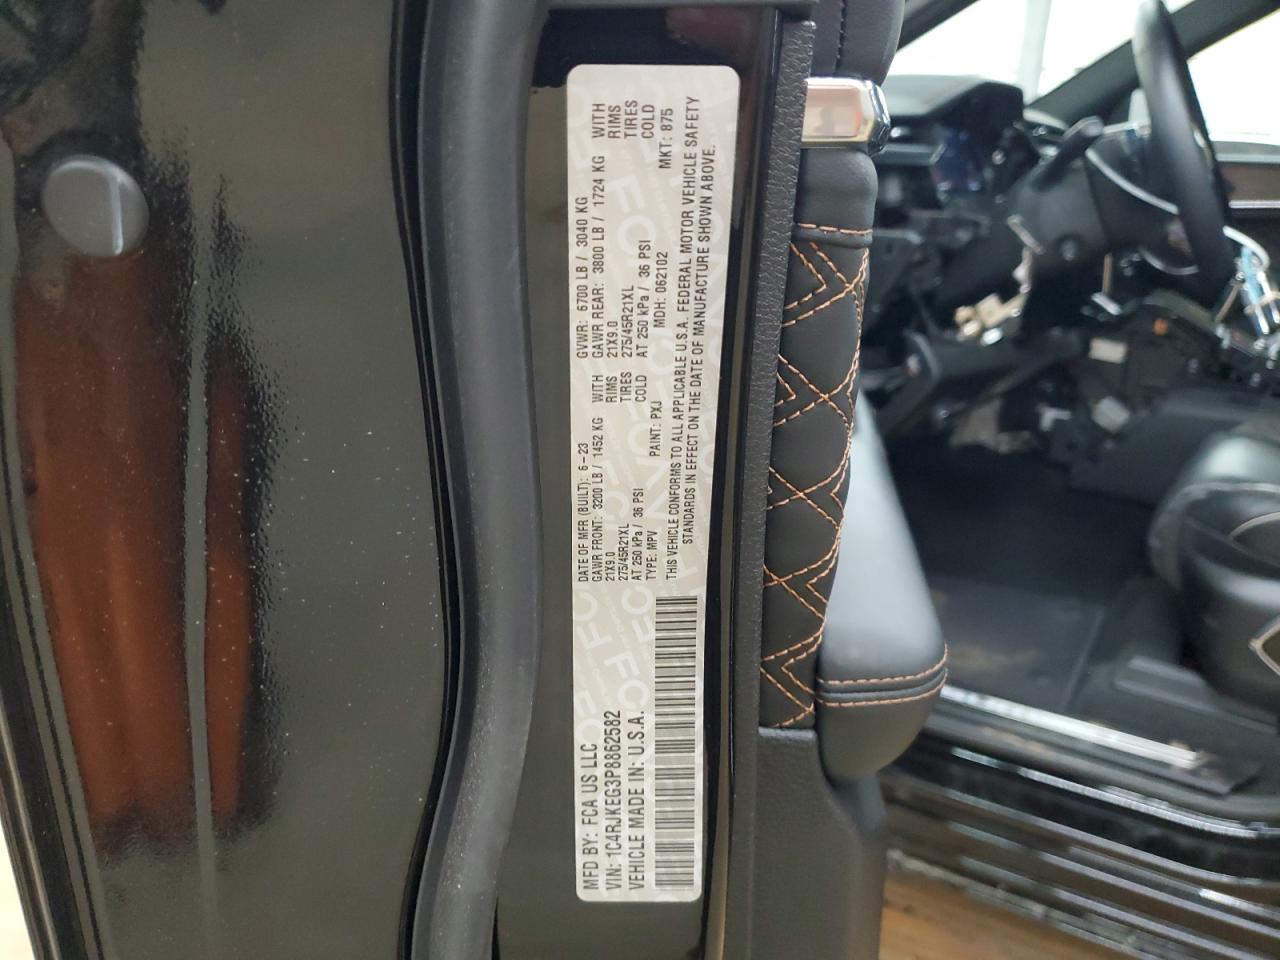 MFD BY: FCA US LLC
DATE OF MFR (BUILT): 6-23
GVWR: 6700 LB / 3040 KG
VIN: 1C4RJKEG3P8862582
GAWR FRONT: 3200 LB / 1452 KG WITH
GAWR REAR: 3800 LB / 1724 KG WITH
21X9.0 RIMS
21X9.0 RIMS
VEHICLE MADE IN: U.S.A.
275/45R21XL TIRES
275/45R21XL TIRES
AT 250 kPa / 36 PSI COLD
AT 250 kPa / 36 PSI COLD
TYPE: MPV PAINT: PXJ MDH: 062102 MKT: 875
THIS VEHICLE CONFORMS TO ALL APPLICABLE U.S.A. FEDERAL MOTOR VEHICLE SAFETY
STANDARDS IN EFFECT ON THE DATE OF MANUFACTURE SHOWN ABOVE.